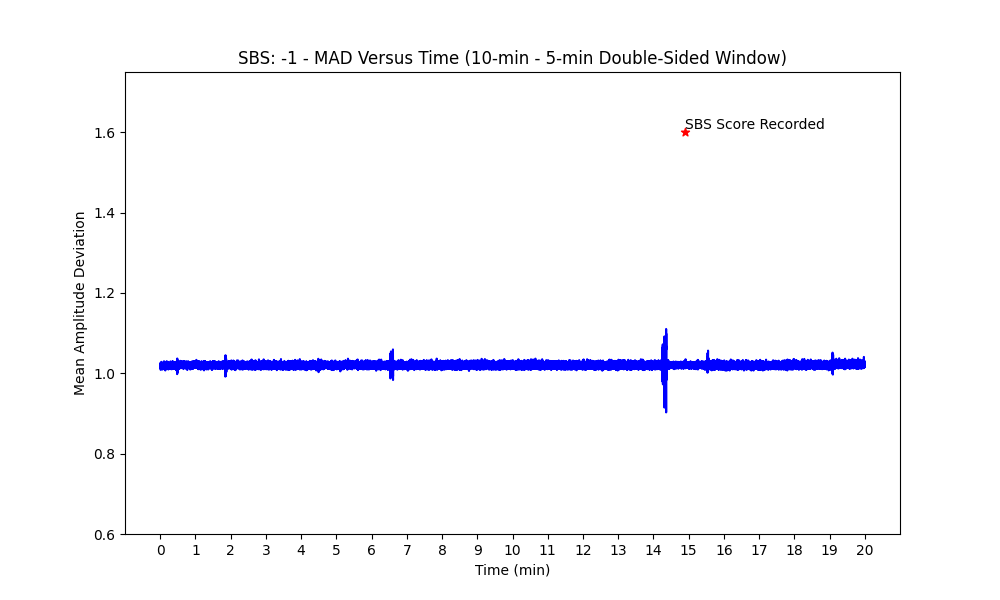 SBS: -1 - MAD Versus Time (10-min - 5-min Double-Sided Window)
SBS Score Recorded
Mean Amplitude Deviation
1.6
1.4
1.2
1.0
0.8
0.6
0 1 2 3 4 5 6 7 8 9 10 11 12 13 14 15 16 17 18 19 20
Time (min)